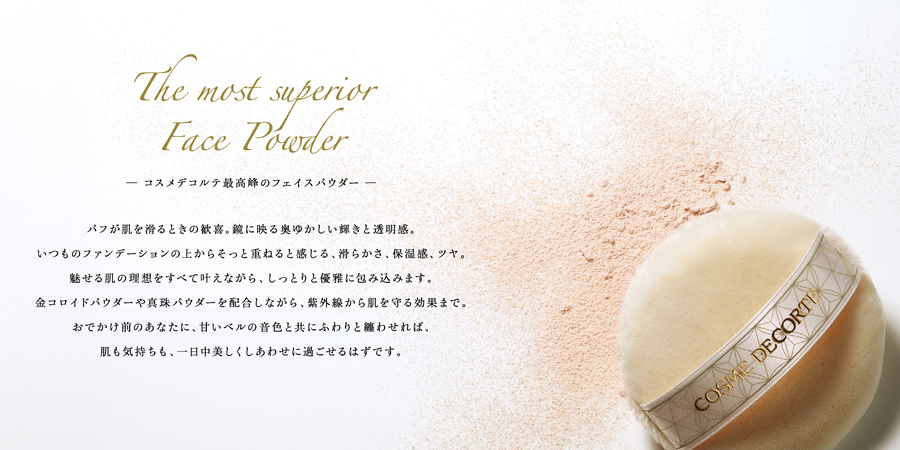 The most superior
Face Powder
― コスメデコルテ最高峰のフェイスパウダー ―
パフが肌を滑るときの歓喜。鏡に映る奥ゆかしい輝きと透明感。
いつものファンデーションの上からそっと重ねると感じる、滑らかさ、保湿感、ツヤ。
魅せる肌の理想をすべて叶えながら、しっとりと優雅に包み込みます。
金コロイドパウダーや真珠パウダーを配合しながら、紫外線から肌を守る効果まで。
おでかけ前のあなたに、甘いベルの音色と共にふわりと纏わせれば、
肌も気持ちも、一日中美しくしあわせに過ごせるはずです。
COSME DECORTE